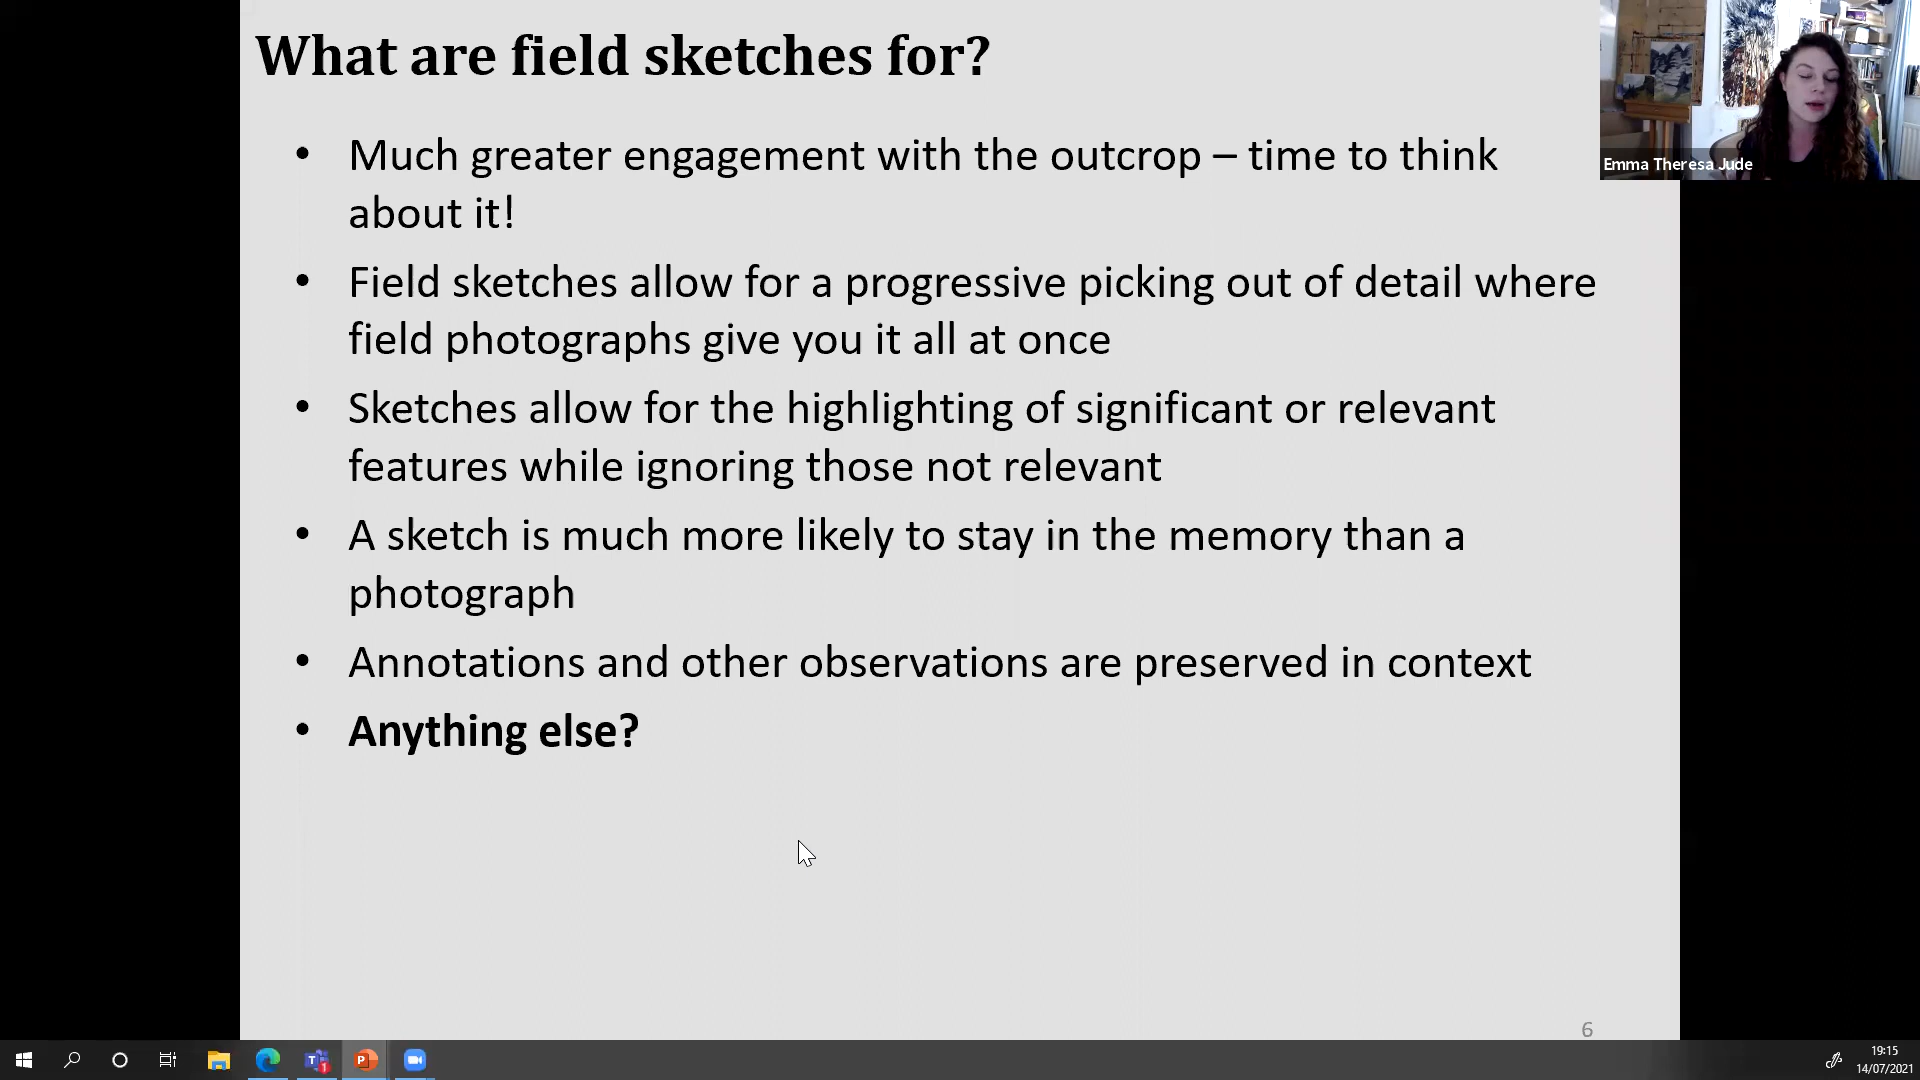 What are field sketches for?
• Much greater engagement with the outcrop – time to think
about it!
• Field sketches allow for a progressive picking out of detail where
field photographs give you it all at once
• Sketches allow for the highlighting of significant or relevant
features while ignoring those not relevant
• A sketch is much more likely to stay in the memory than a
photograph
• Annotations and other observations are preserved in context
• Anything else?
6
Emma Theresa Jude
19:15
14/07/2021